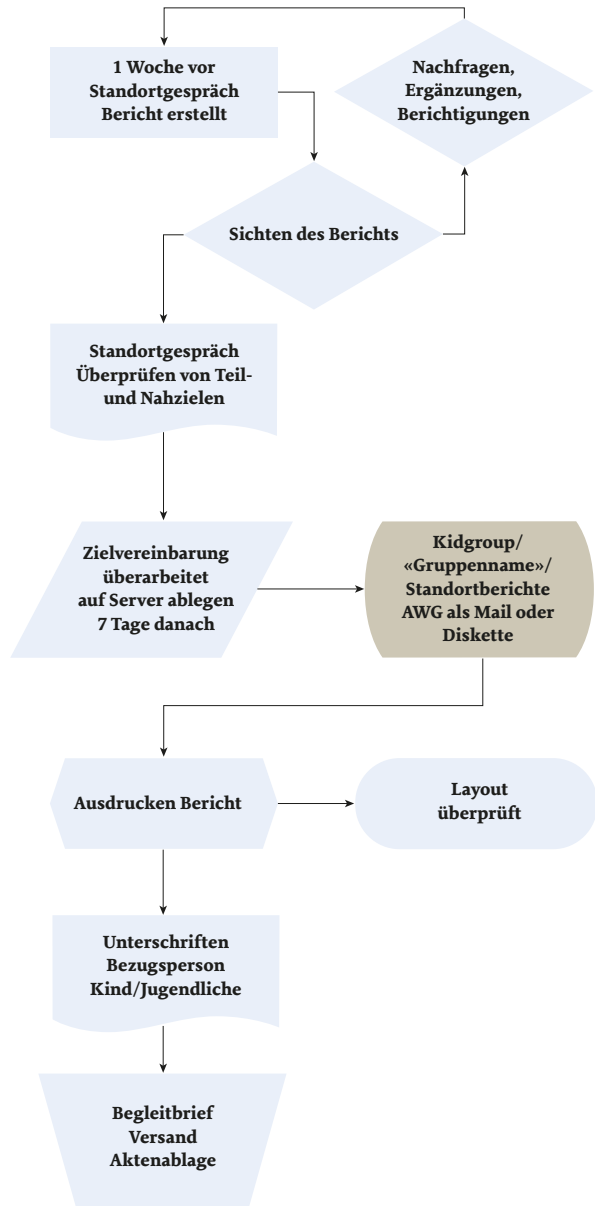 1 Woche vor
Standortgespräch
Bericht erstellt
Nachfragen,
Ergänzungen,
Berichtigungen
Sichten des Berichts
Standortgespräch
Überprüfen von Teil-
und Nahzielen
Zielvereinbarung
überarbeitet
auf Server ablegen
7 Tage danach
Kidgroup/
«Gruppenname»/
Standortberichte
AWG als Mail oder
Diskette
Ausdrucken Bericht
Layout
überprüft
Unterschriften
Bezugsperson
Kind/Jugendliche
Begleitbrief
Versand
Aktenablage